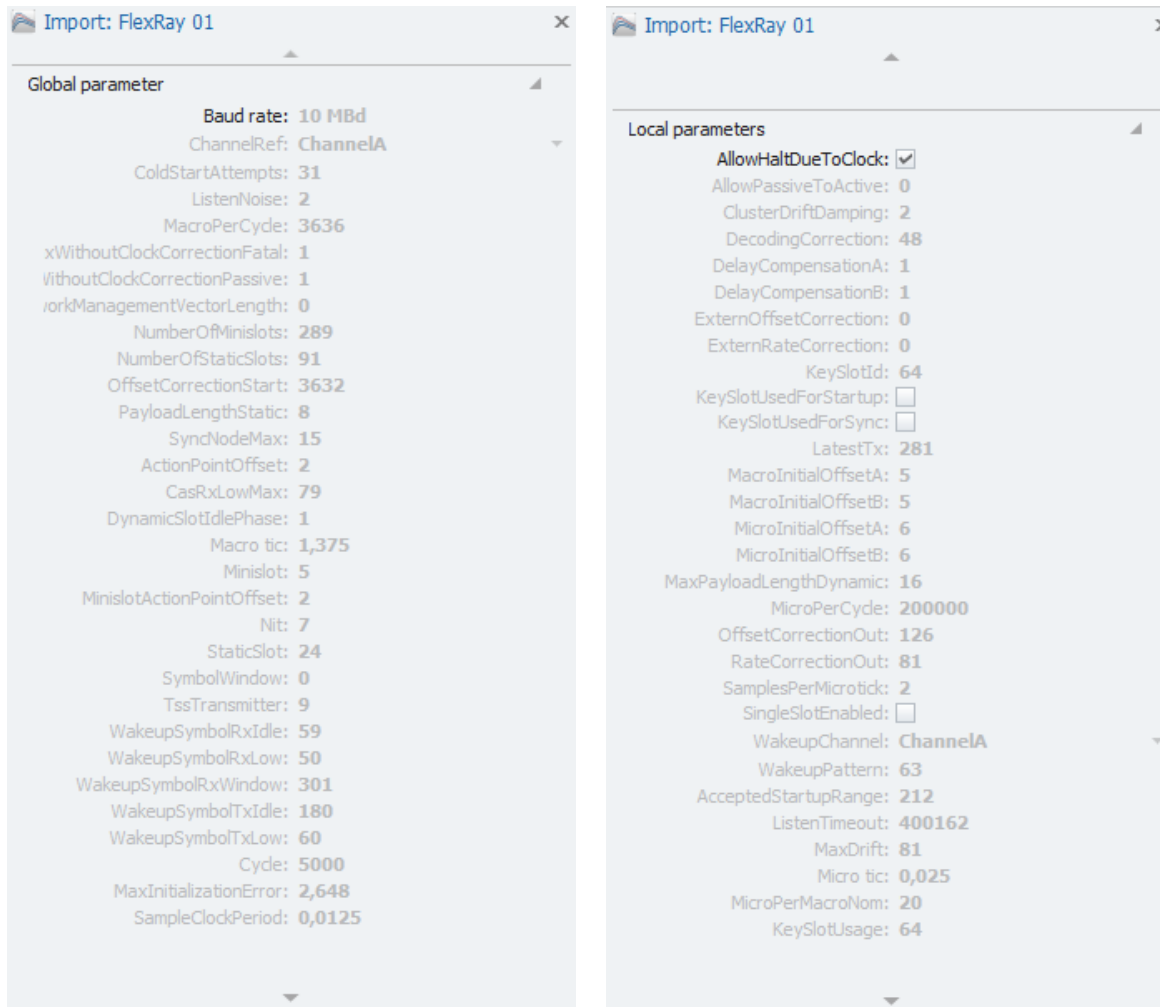 Import: FlexRay 01
Global parameter
Baud rate: 10 MBd
ChannelRef: ChannelA
ColdStartAttempts: 31
ListenNoise: 2
MacroPerCycle: 3636
xWithoutClockCorrectionFatal: 1
WithoutClockCorrectionPassive: 1
workManagementVectorLength: 0
NumberOfMinislots: 289
NumberOfStaticSlots: 91
OffsetCorrectionStart: 3632
PayloadLengthStatic: 8
SyncNodeMax: 15
ActionPointOffset: 2
CasRxLowMax: 79
DynamicSlotIdlePhase: 1
Macro tic: 1,375
Minislot: 5
MinislotActionPointOffset: 2
Nit: 7
StaticSlot: 24
SymbolWindow: 0
TssTransmitter: 9
WakeupSymbolRxIdle: 59
WakeupSymbolRxLow: 50
WakeupSymbolRxWindow: 301
WakeupSymbolTxIdle: 180
WakeupSymbolTxLow: 60
Cycle: 5000
MaxInitializationError: 2,648
SampleClockPeriod: 0,0125
Import: FlexRay 01
Local parameters
AllowHaltDueToClock:
AllowPassiveToActive: 0
ClusterDriftDamping: 2
DecodingCorrection: 48
DelayCompensationA: 1
DelayCompensationB: 1
ExternOffsetCorrection: 0
ExternRateCorrection: 0
KeySlotId: 64
KeySlotUsedForStartup:
KeySlotUsedForSync:
LatestTx: 281
MacroInitialOffsetA: 5
MacroInitialOffsetB: 5
MicroInitialOffsetA: 6
MicroInitialOffsetB: 6
MaxPayloadLengthDynamic: 16
MicroPerCycle: 200000
OffsetCorrectionOut: 126
RateCorrectionOut: 81
SamplesPerMicrotick: 2
SingleSlotEnabled:
WakeupChannel: ChannelA
WakeupPattern: 63
AcceptedStartupRange: 212
ListenTimeout: 400162
MaxDrift: 81
Micro tic: 0,025
MicroPerMacroNom: 20
KeySlotUsage: 64